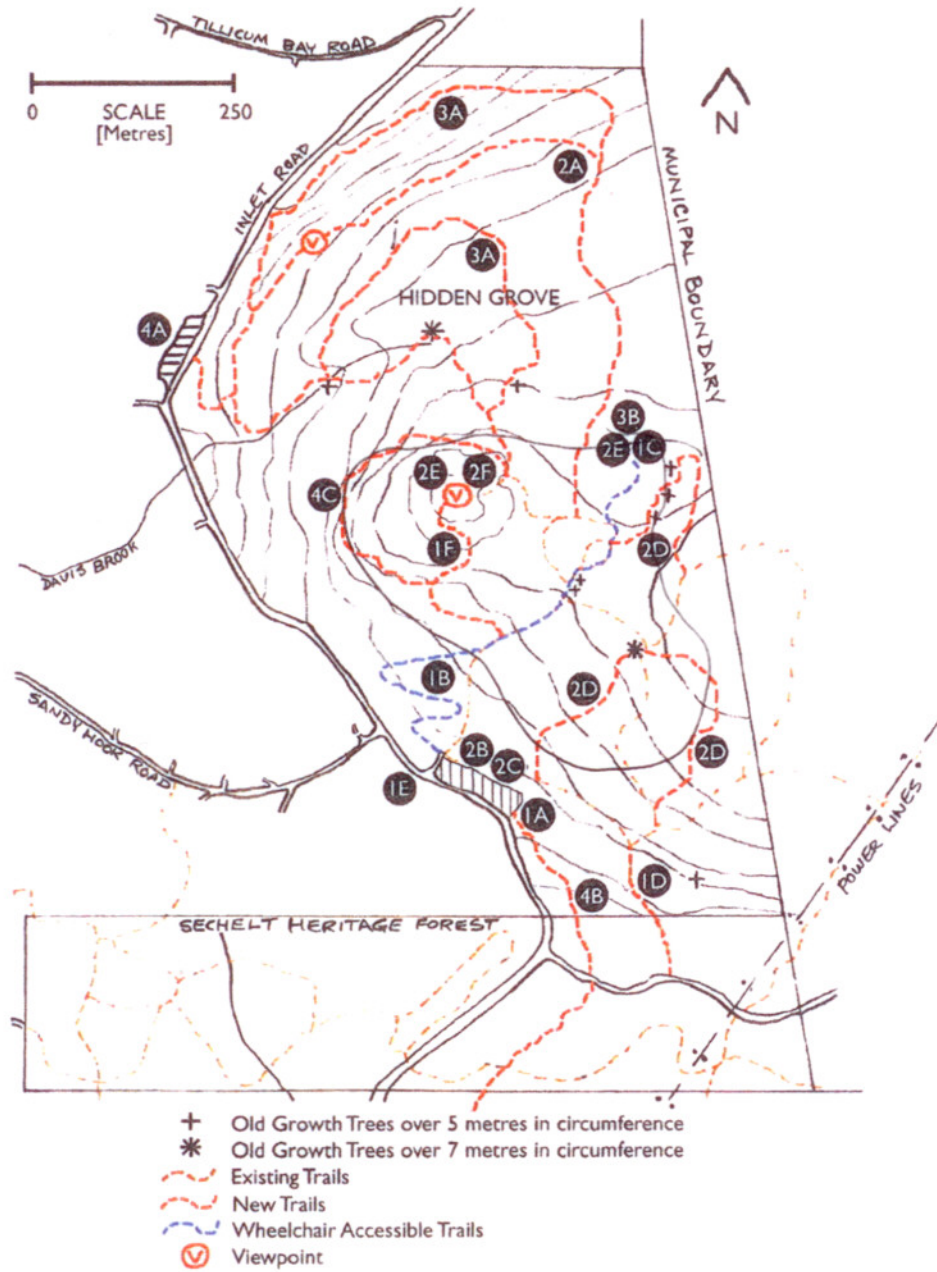 TILLICUM BAY ROAD
0 SCALE 250
[Metres]
N
3A
2A
INLET ROAD
MUNICIPAL BOUNDARY
V
3A
HIDDEN GROVE
4A
3B
2E 1C
2E 2F
V
4C
1F
2D
DAVIS BROOK
1B
2D
SANDY HOOK ROAD
2B
2C
2D
1E
1A
POWER LINES
1D
4B
SECHELT HERITAGE FOREST
+ Old Growth Trees over 5 metres in circumference
* Old Growth Trees over 7 metres in circumference
Existing Trails
New Trails
Wheelchair Accessible Trails
V Viewpoint